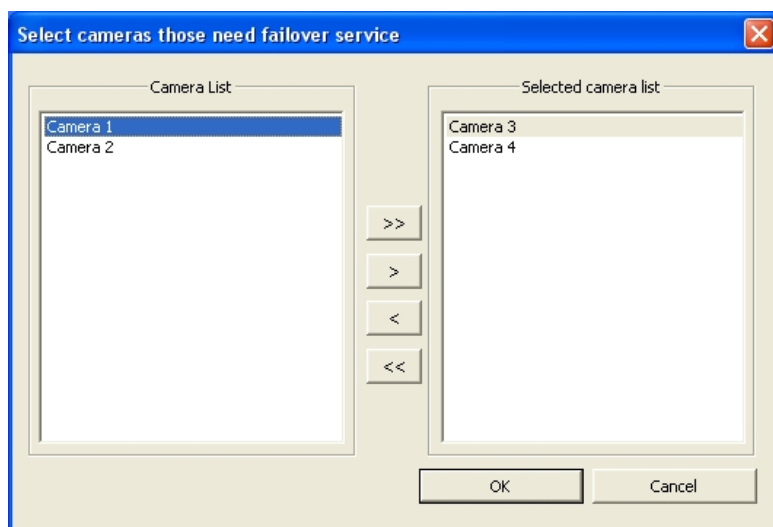 Select cameras those need failover service
Camera List
Camera 1
Camera 2
>>
>
<
<<
Selected camera list
Camera 3
Camera 4
OK
Cancel